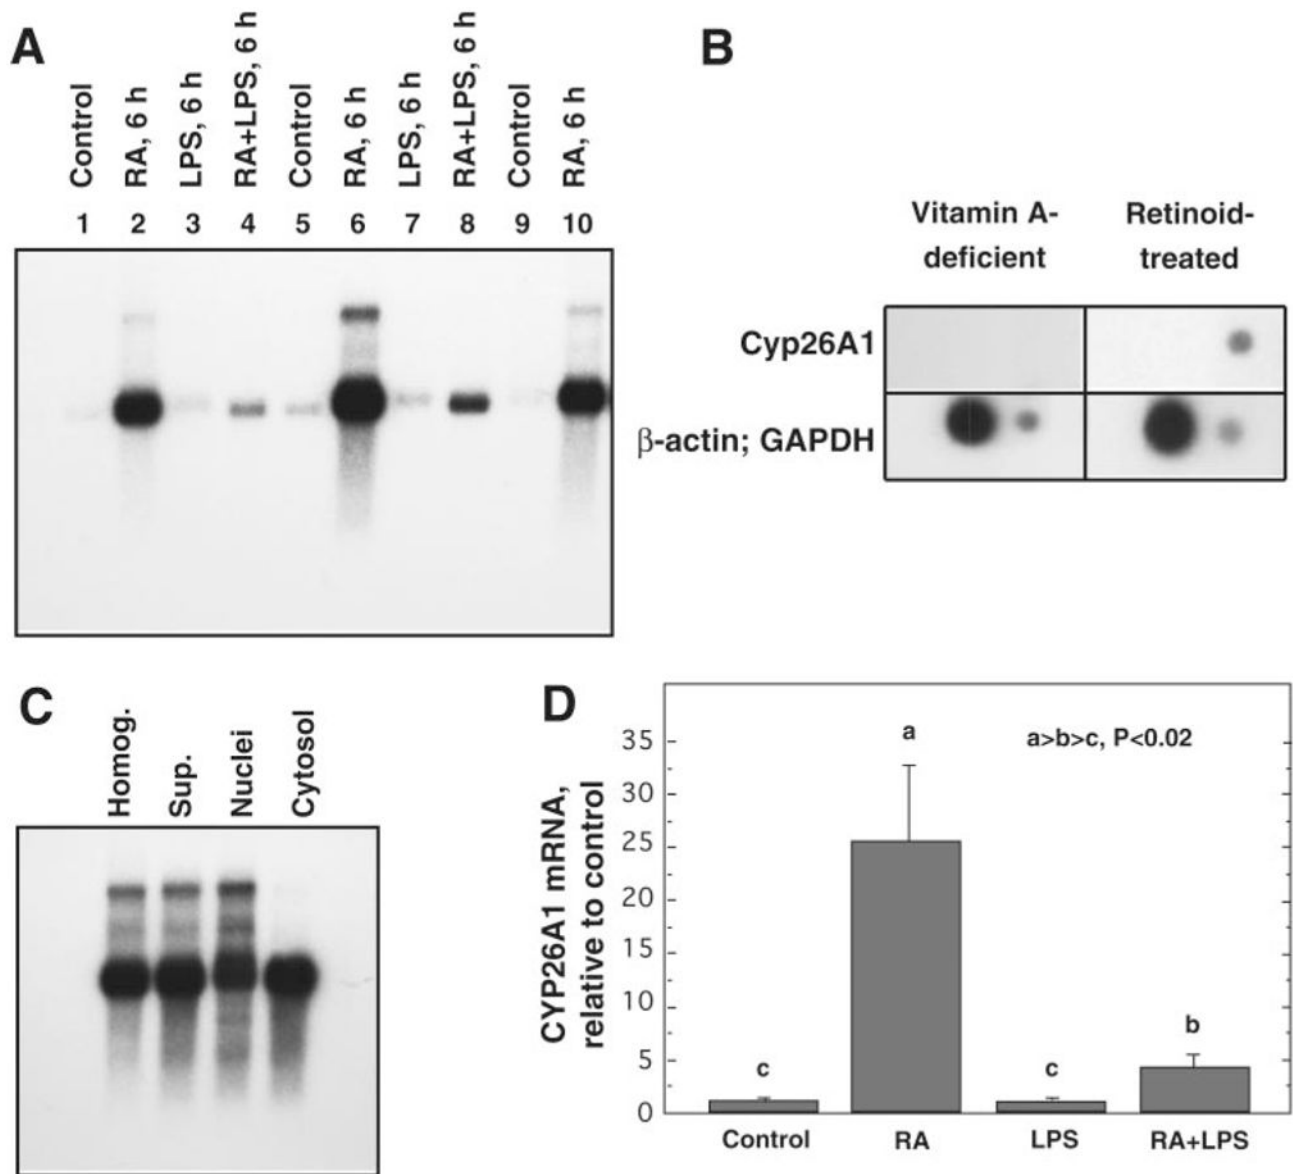 A
Control
RA, 6 h
LPS, 6 h
RA+LPS, 6 h
Control
RA, 6 h
LPS, 6 h
RA+LPS, 6 h
Control
RA, 6 h
1 2 3 4 5 6 7 8 9 10
B
Vitamin A-
deficient
Retinoid-
treated
Cyp26A1
β-actin; GAPDH
C
Homog.
Sup.
Nuclei
Cytosol
D
CYP26A1 mRNA,
relative to control
35
30
25
20
15
10
5
0
a>b>c, P<0.02
c
a
c
b
Control RA LPS RA+LPS